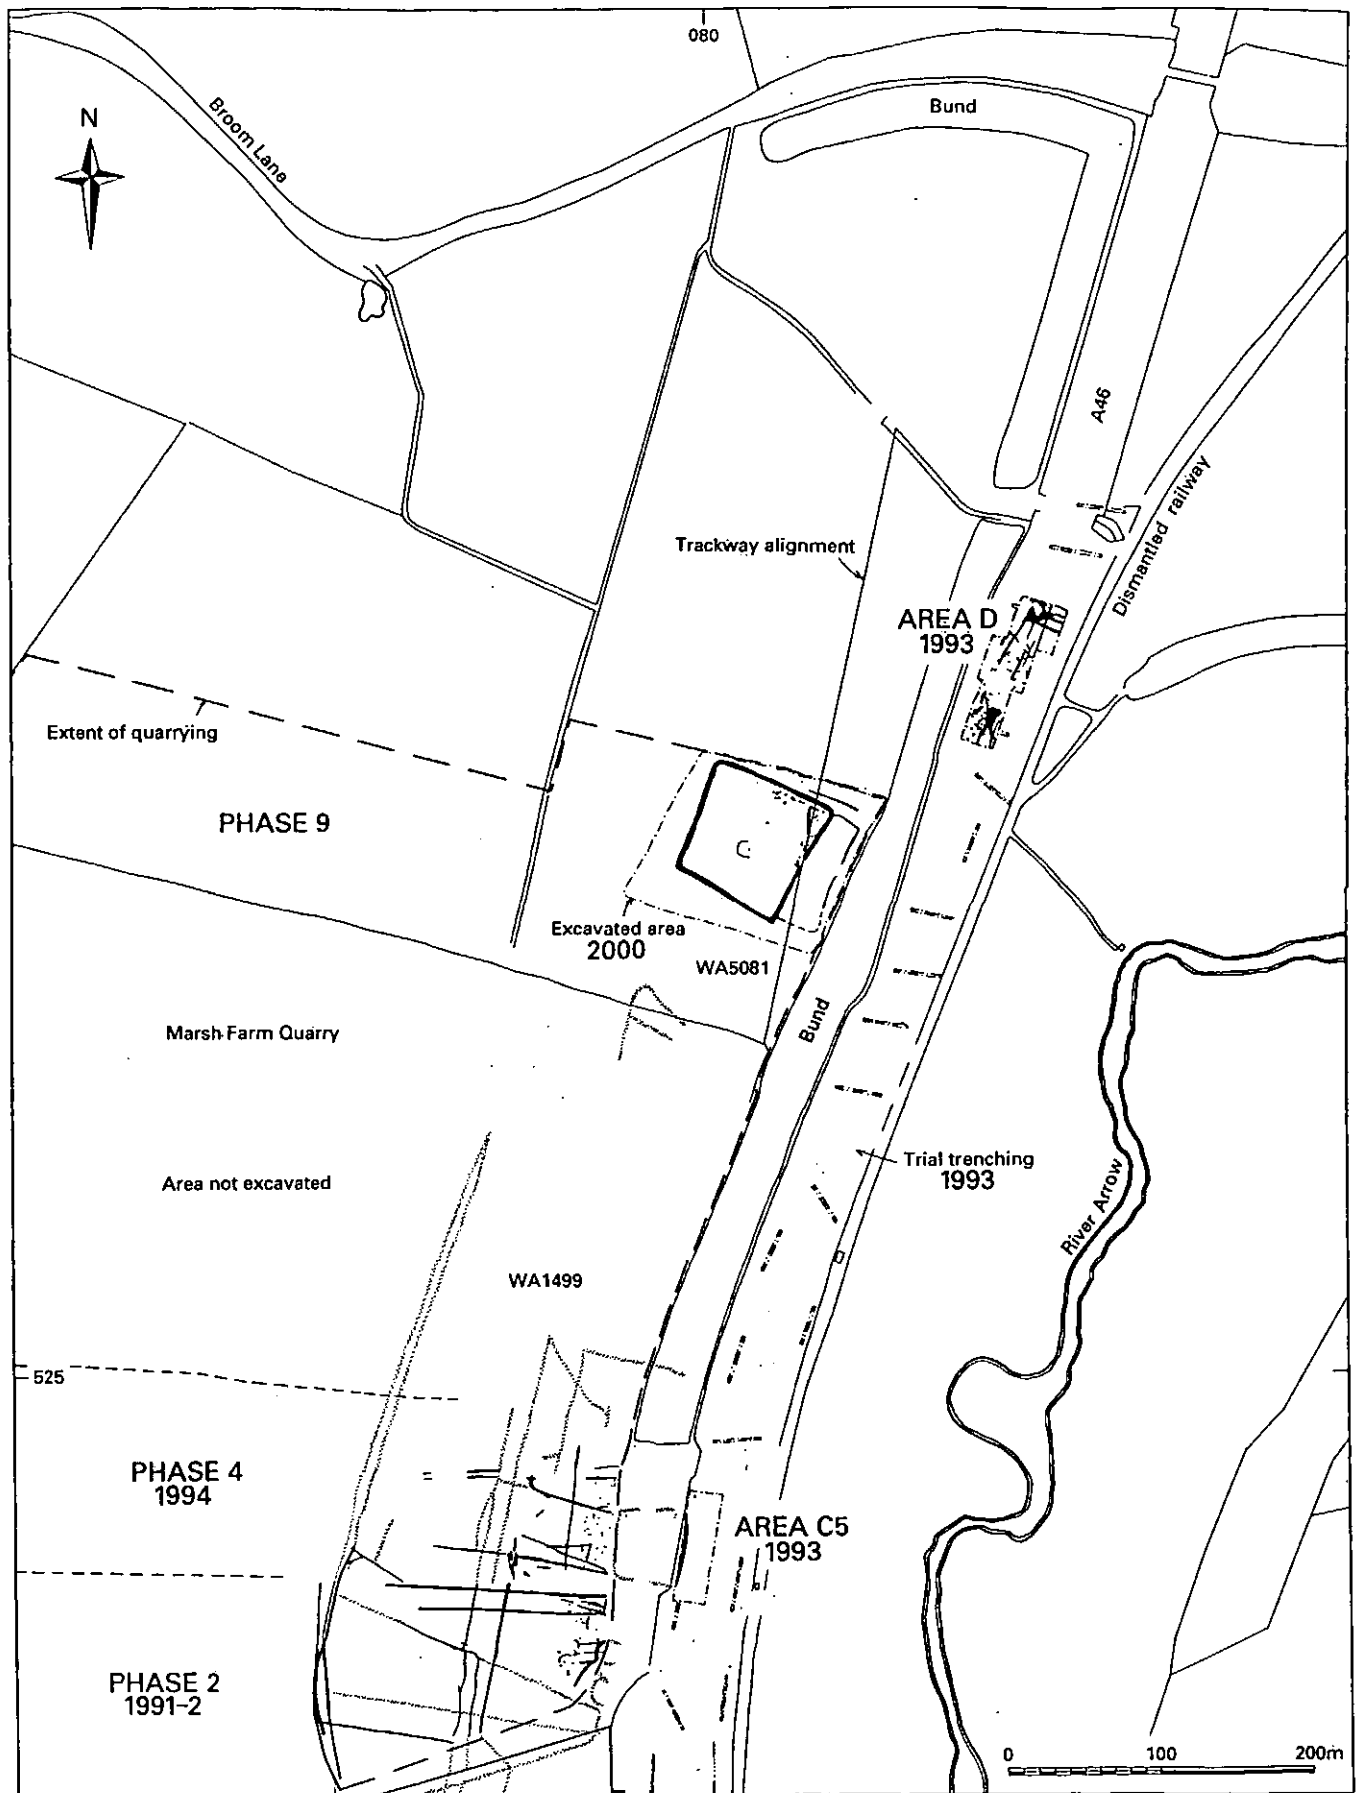 080
Bund
N
Broom Lane
A46
Dismantled railway
Trackway alignment
AREA D
1993
Extent of quarrying
PHASE 9
Excavated area
2000
WA5081
Bund
Marsh Farm Quarry
Trial trenching
1993
Area not excavated
River Arrow
WA1499
525
PHASE 4
1994
AREA C5
1993
PHASE 2
1991-2
0 100 200m